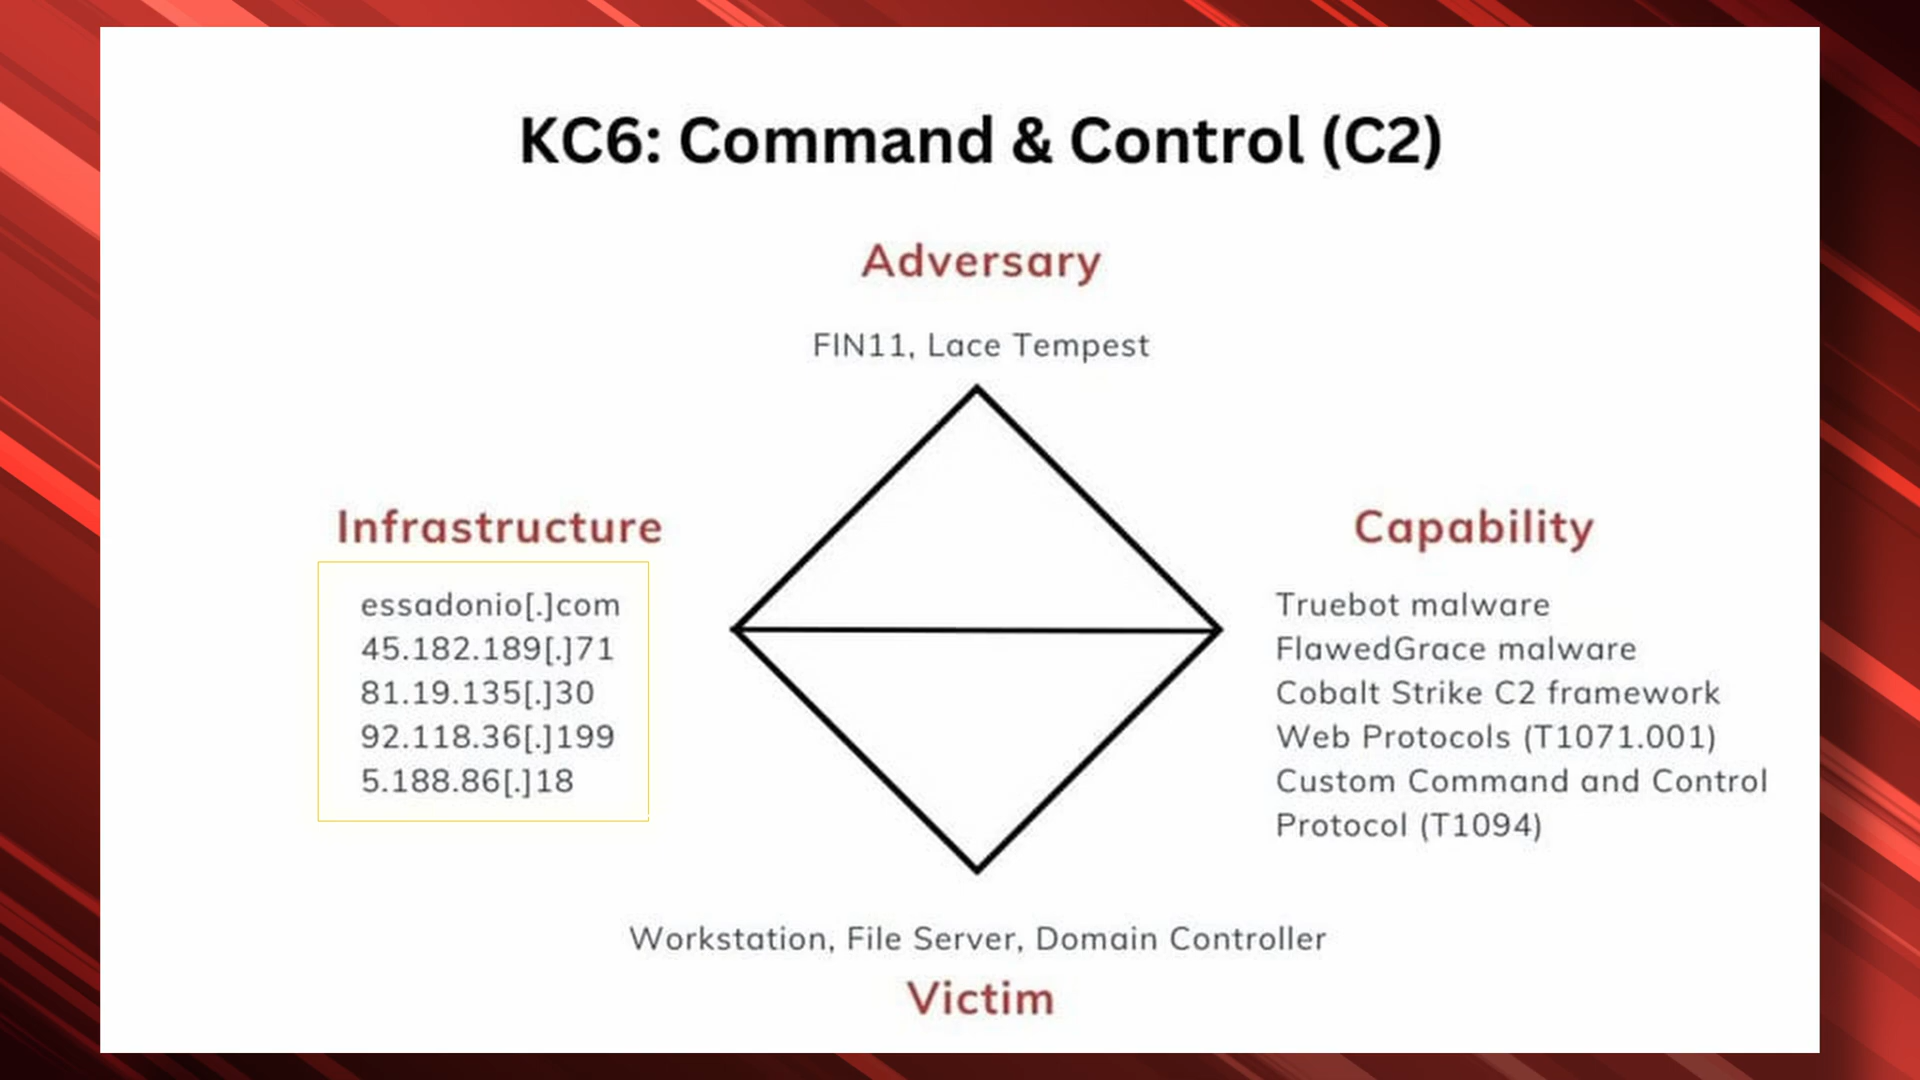 KC6: Command & Control (C2)
Adversary
FIN11, Lace Tempest
Infrastructure
essadonio[.]com
45.182.189[.]71
81.19.135[.]30
92.118.36[.]199
5.188.86[.]18
Capability
Truebot malware
FlawedGrace malware
Cobalt Strike C2 framework
Web Protocols (T1071.001)
Custom Command and Control
Protocol (T1094)
Workstation, File Server, Domain Controller
Victim